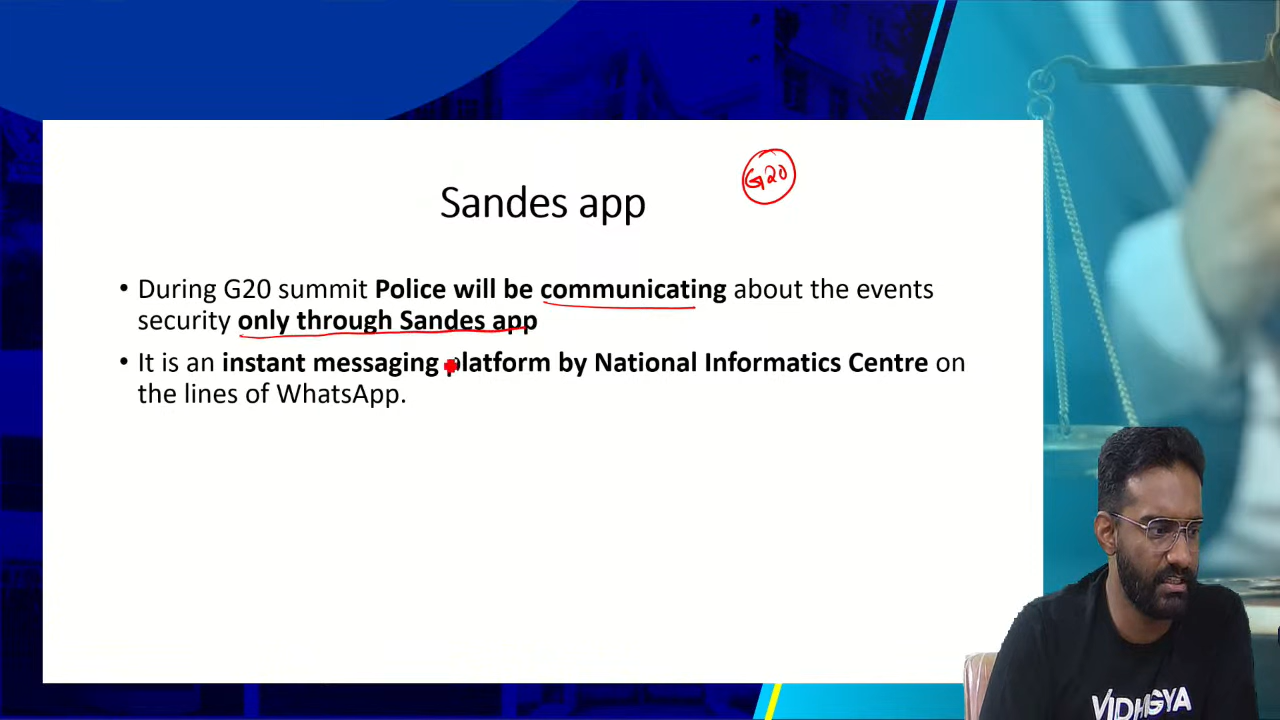 Sandes app
G20
• During G20 summit Police will be communicating about the events
security only through Sandes app
• It is an instant messaging platform by National Informatics Centre on
the lines of WhatsApp.
VIDHIGYA